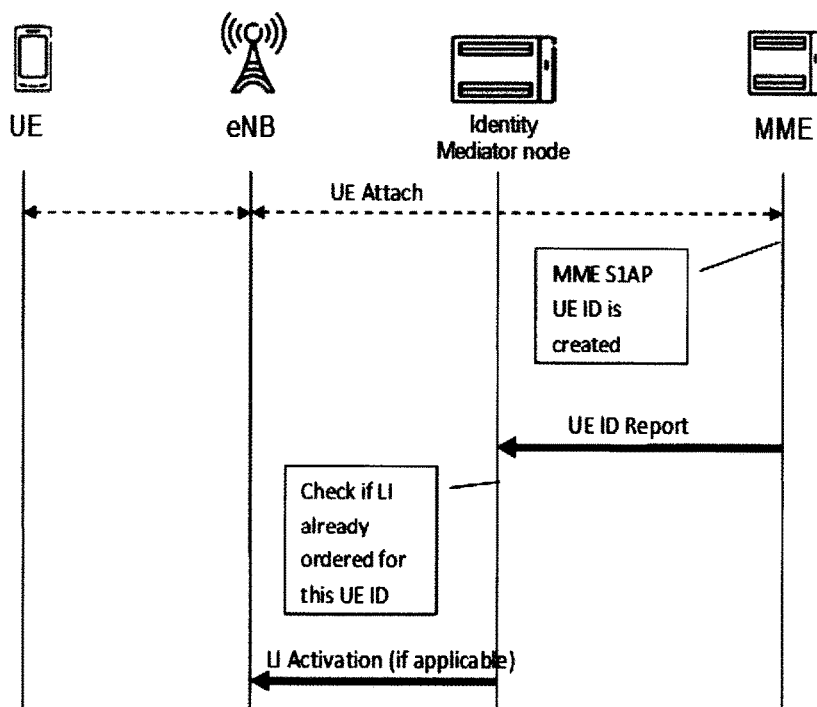 UE
eNB
Identity
Mediator node
MME
UE Attach
MME S1AP
UE ID is
created
UE ID Report
Check if LI
already
ordered for
this UE ID
LI Activation (if applicable)